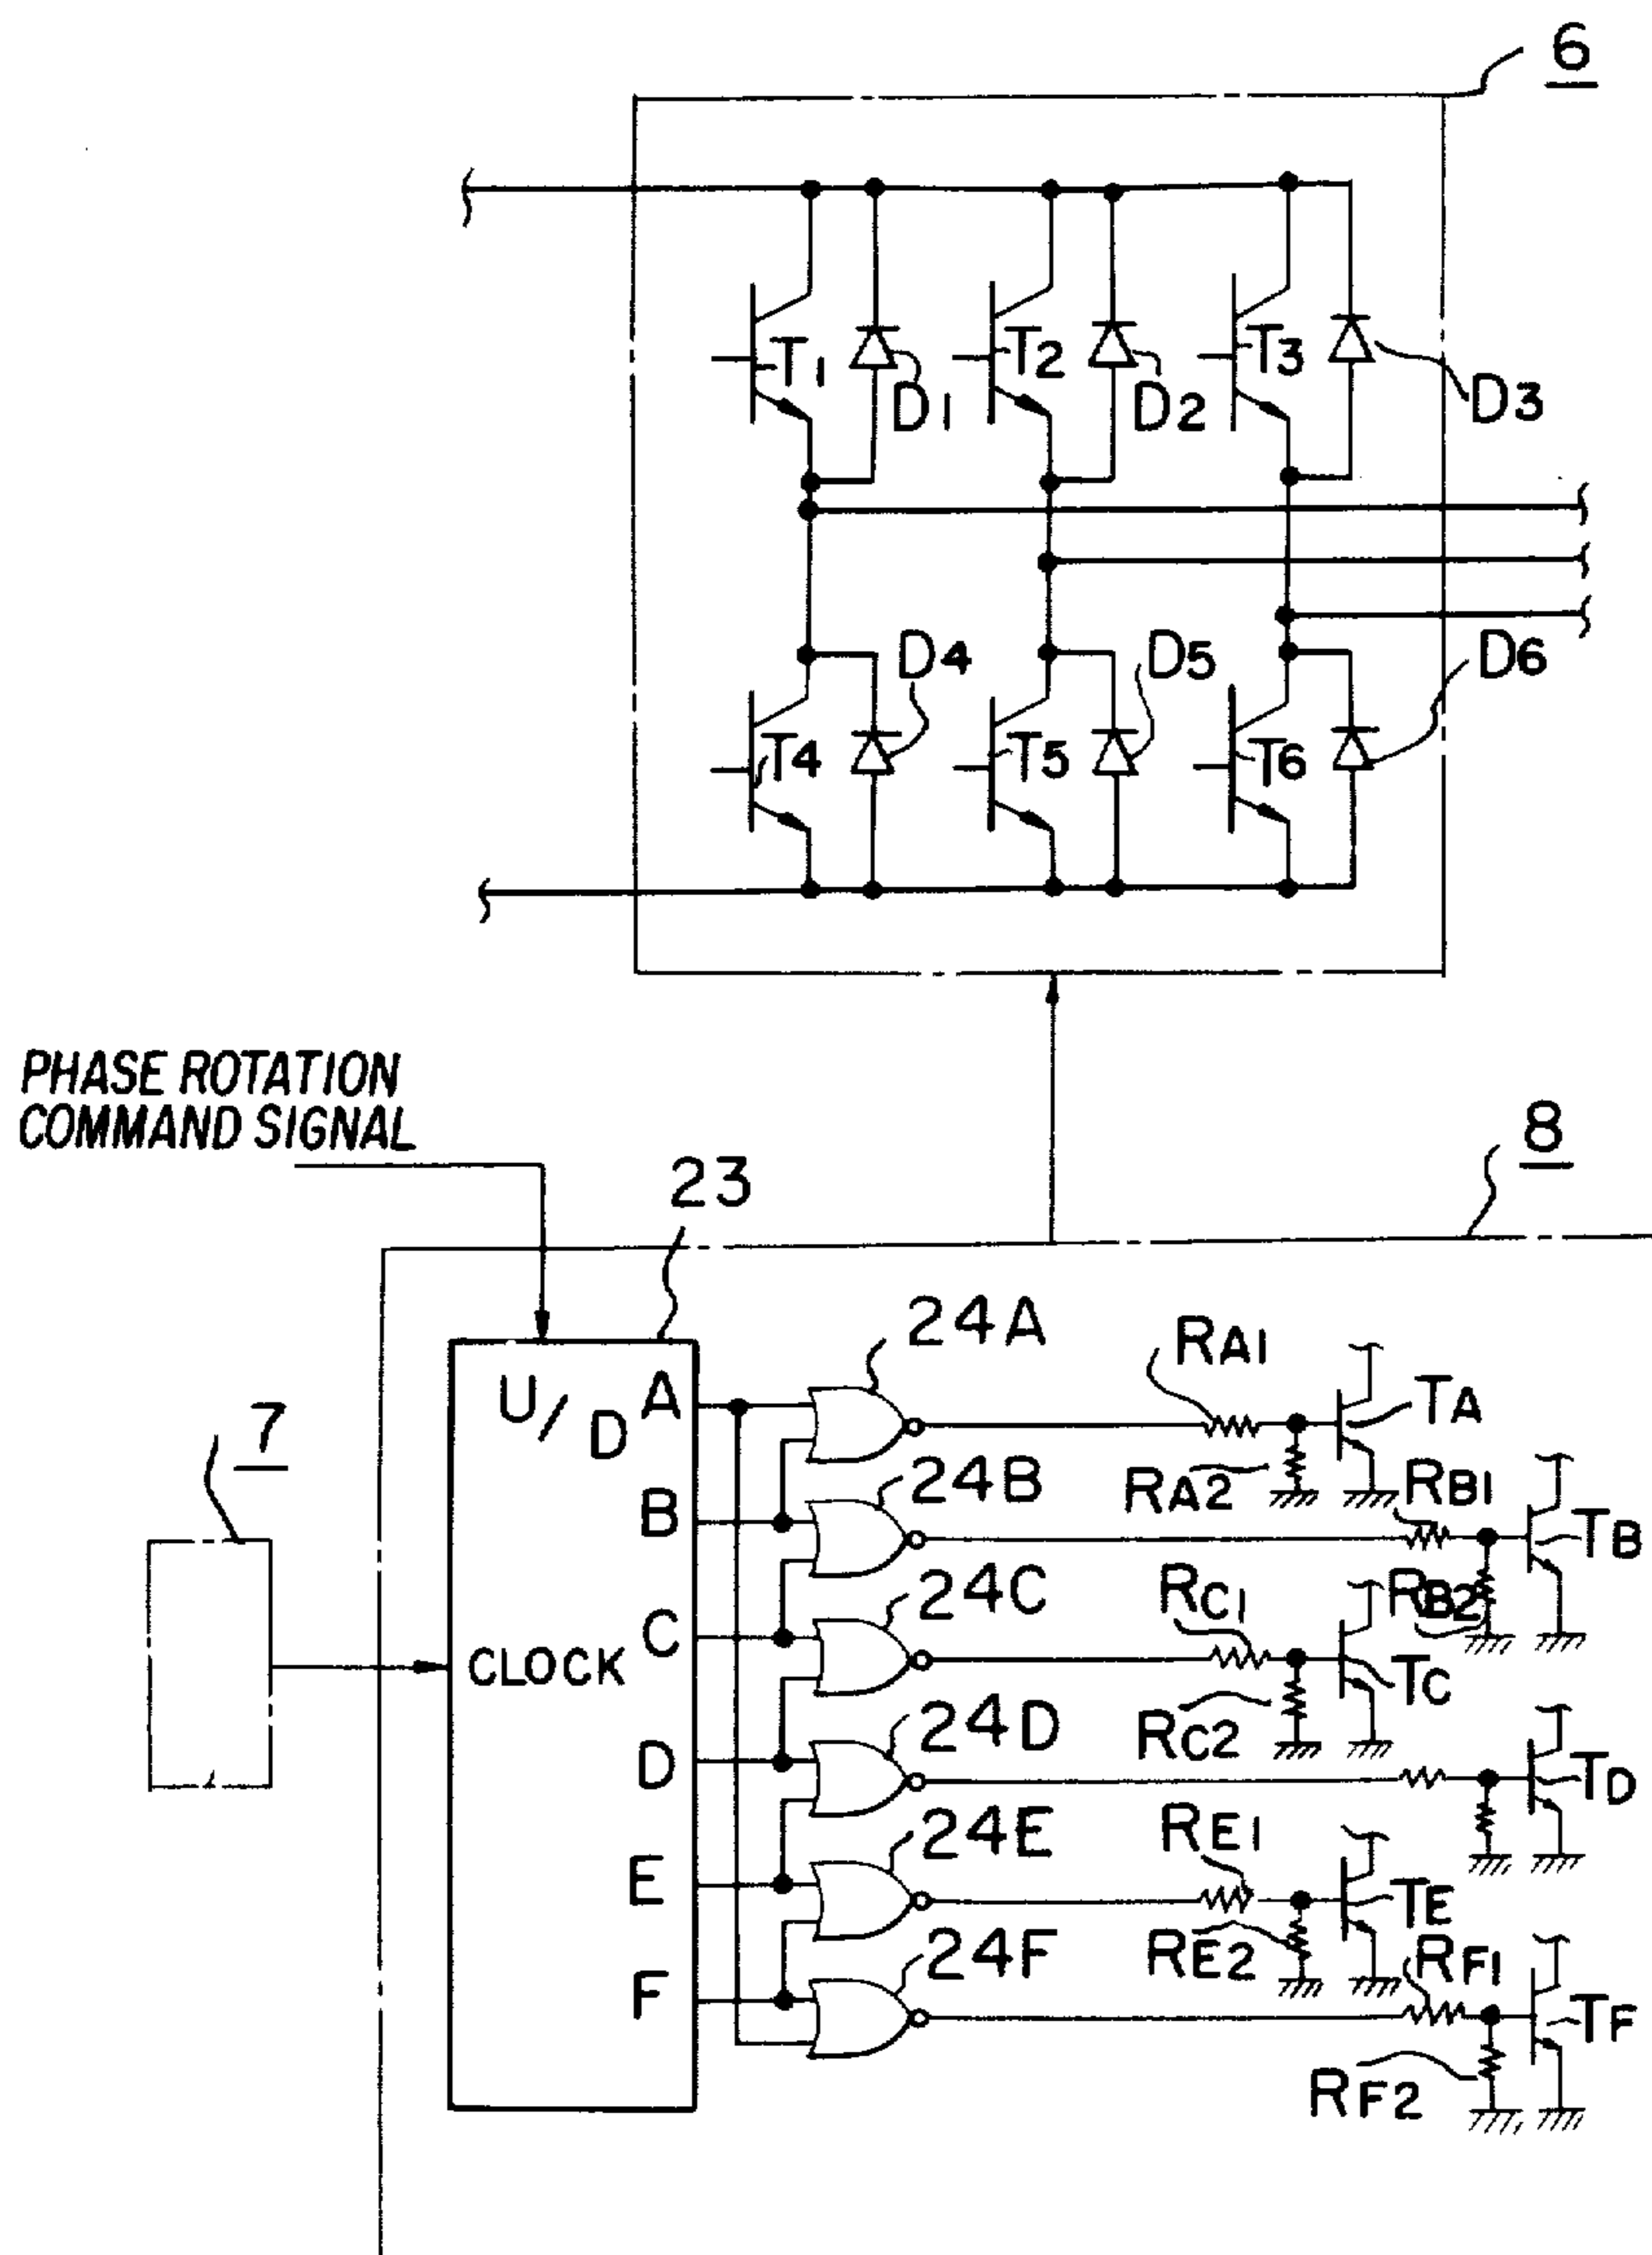 6
T1
D1
T2
D2
T3
D3
D4
D5
D6
T4
T5
T6
PHASE ROTATION
COMMAND SIGNAL
8
23
24A
RA1
TA
U/D
A
7
RA2
24B
RB1
B
TB
24C
RC1
RB2
C
CLOCK
TC
24D
RC2
D
TD
24E
RE1
E
TE
24F
RE2
RF1
F
TF
RF2